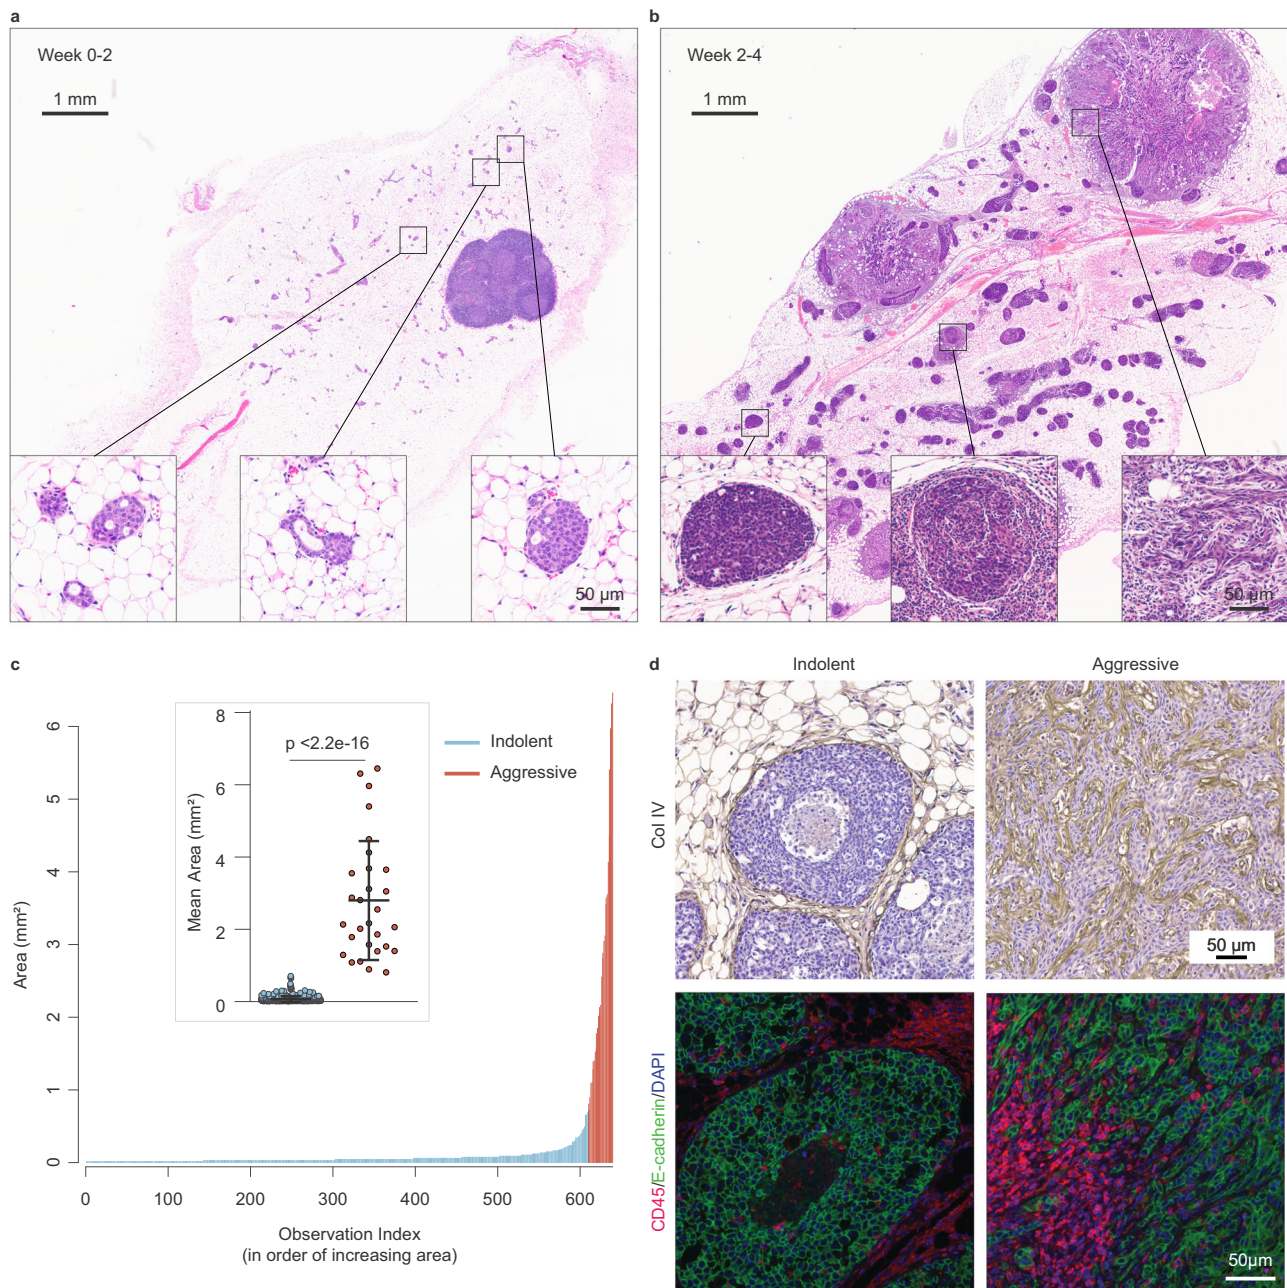 a
Week 0-2
1 mm
50 µm
b
Week 2-4
1 mm
50 µm
c
Area (mm²)
6
5
4
3
2
1
0
0 100 200 300 400 500 600
Observation Index
(in order of increasing area)
Mean Area (mm²)
8
6
4
2
0
p <2.2e-16
Indolent
Aggressive
d
Indolent Aggressive
Col IV
50 µm
CD45/E-cadherin/DAPI
50µm